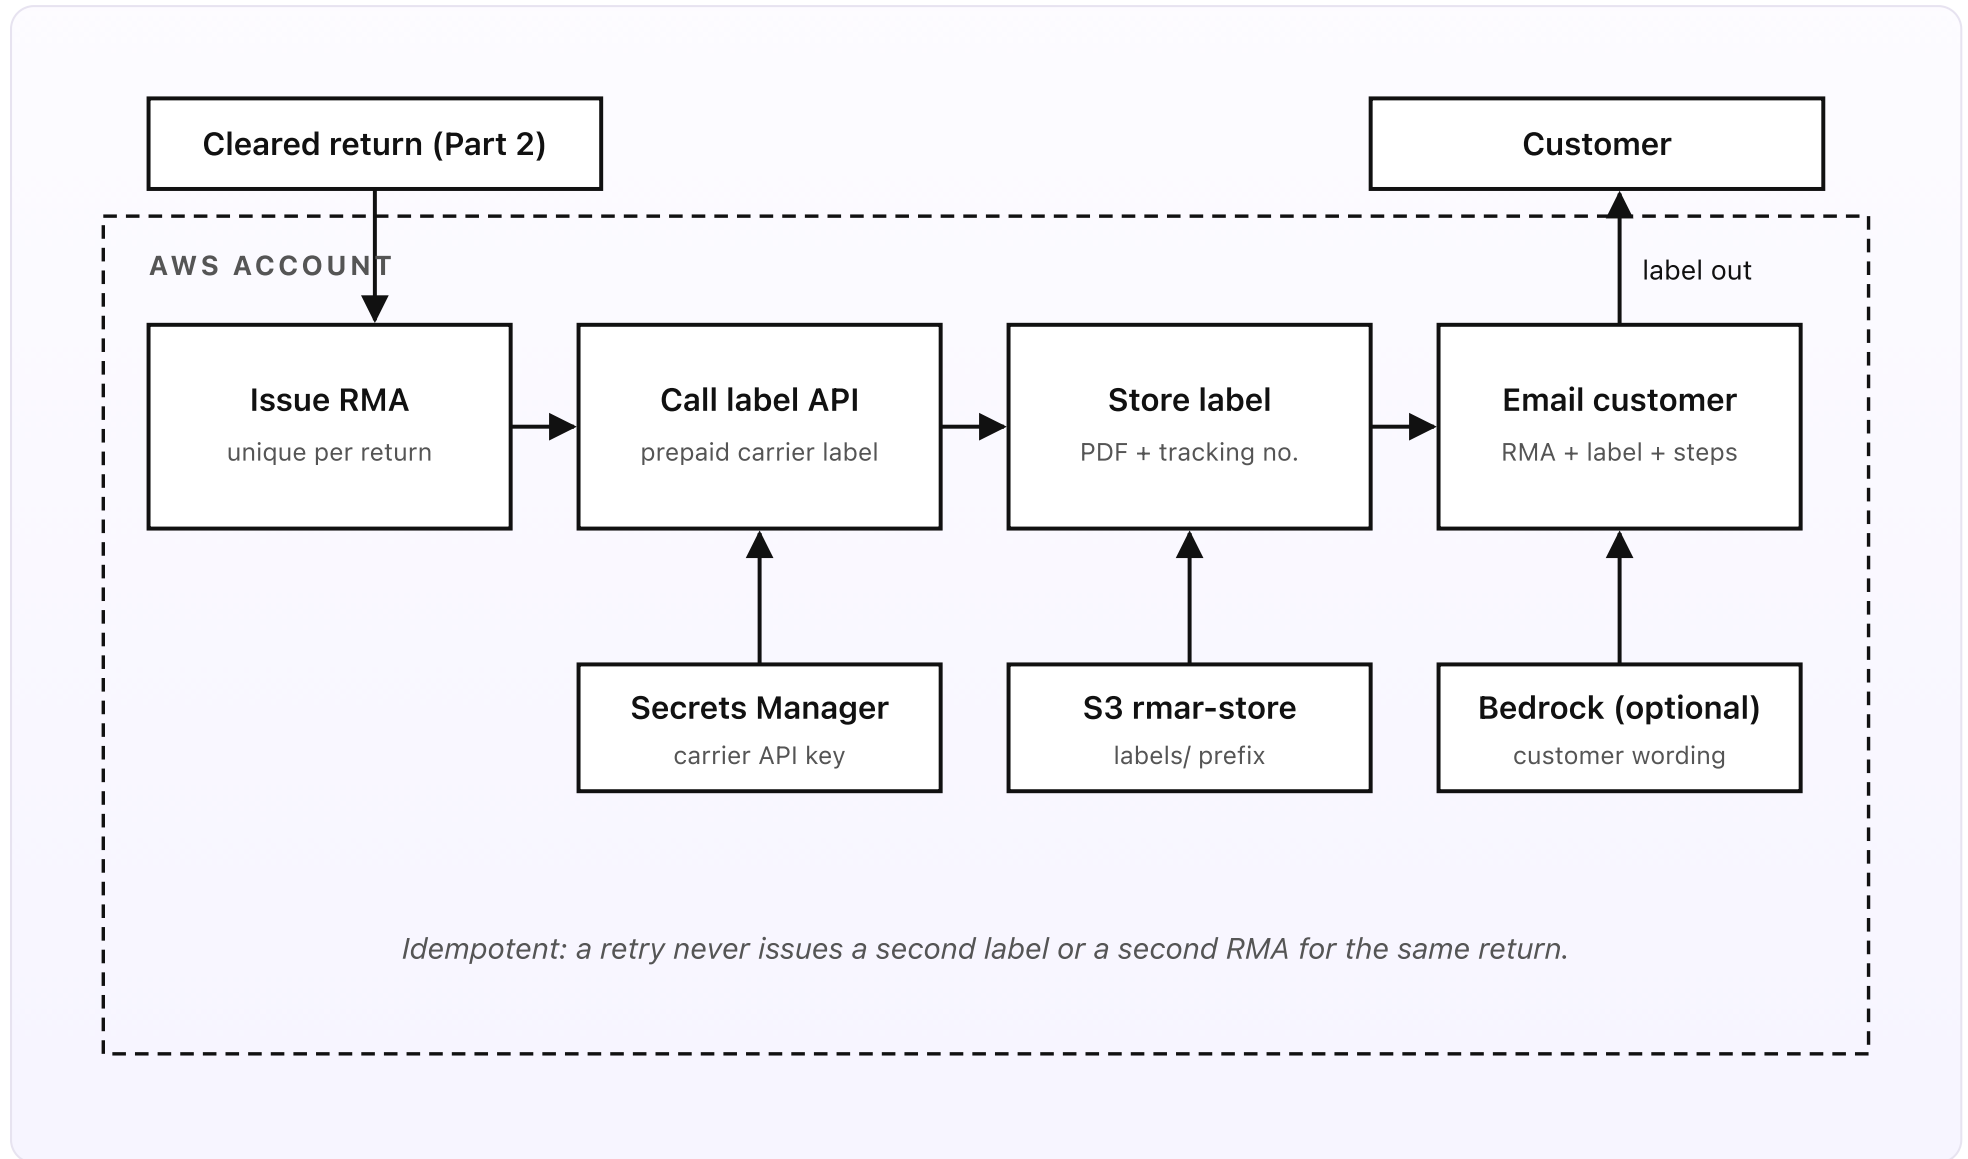 Cleared return (Part 2)
Customer
AWS ACCOUNT
label out
Issue RMA
unique per return
Call label API
prepaid carrier label
Store label
PDF + tracking no.
Email customer
RMA + label + steps
Secrets Manager
carrier API key
S3 rmar-store
labels/ prefix
Bedrock (optional)
customer wording
Idempotent: a retry never issues a second label or a second RMA for the same return.